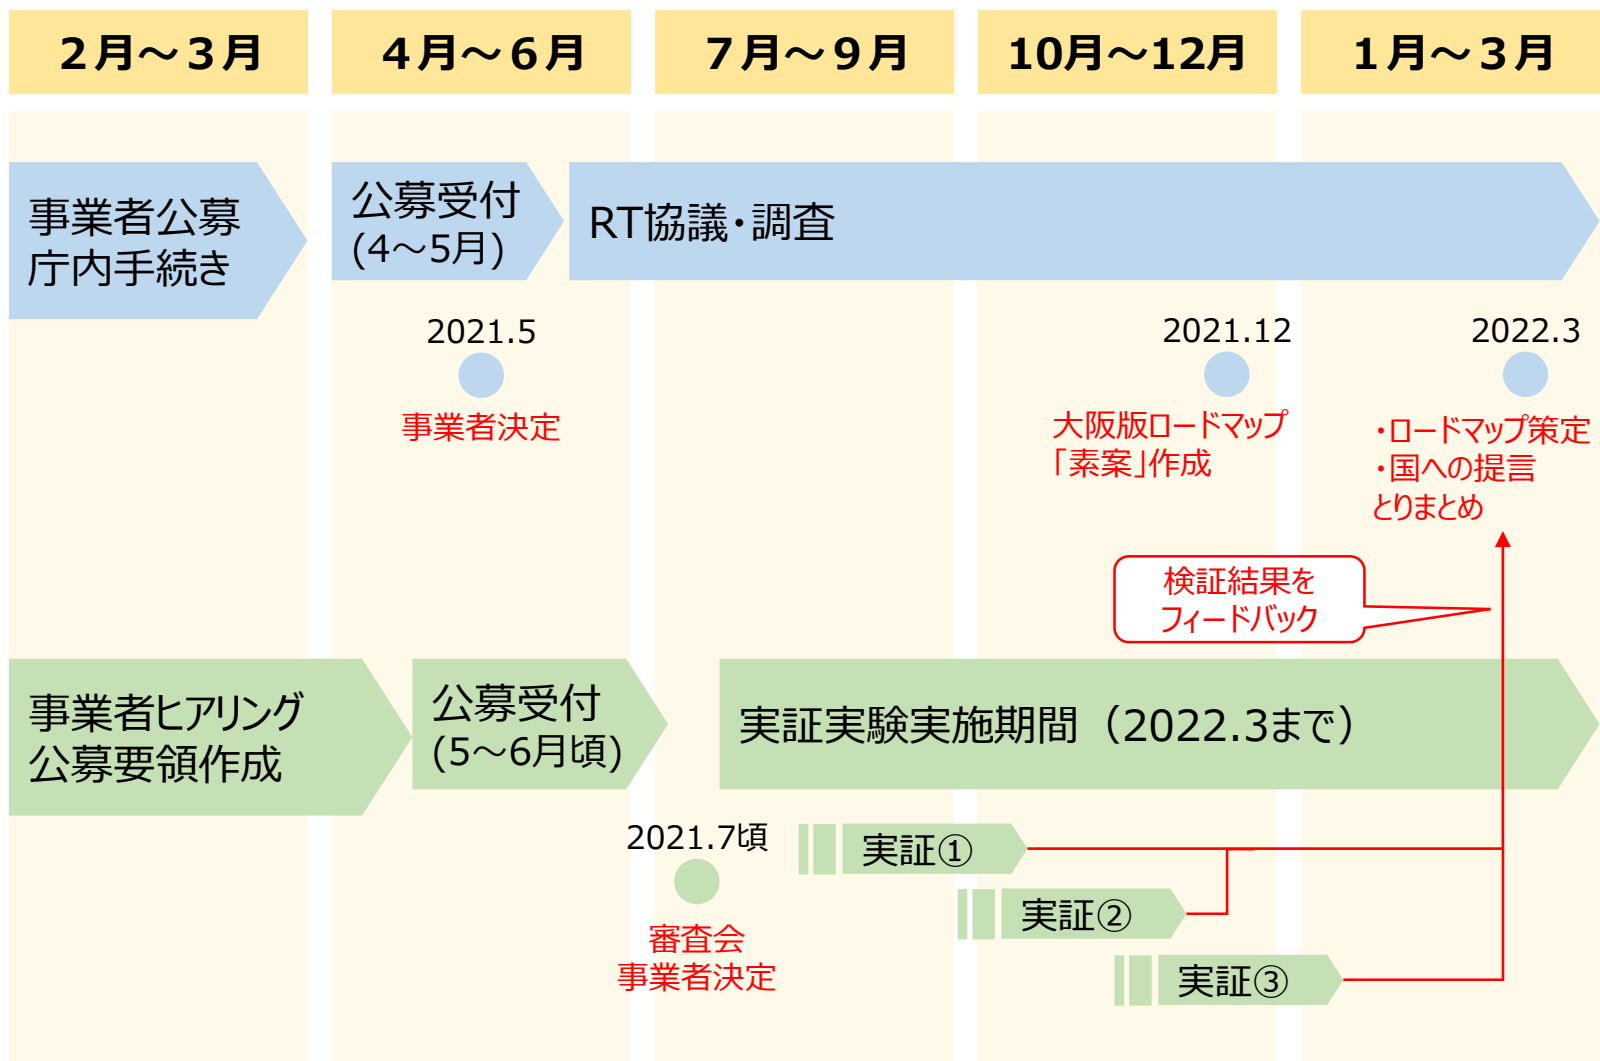 ２月～３月
４月～６月
７月～９月
10月～12月
１月～３月
事業者公募
庁内手続き
公募受付
(4～5月)
RT協議・調査
2021.5
事業者決定
2021.12
大阪版ロードマップ
「素案」作成
2022.3
・ロードマップ策定
・国への提言
とりまとめ
検証結果を
フィードバック
事業者ヒアリング
公募要領作成
公募受付
(5～6月頃)
実証実験実施期間（2022.3まで）
2021.7頃
審査会
事業者決定
実証①
実証②
実証③